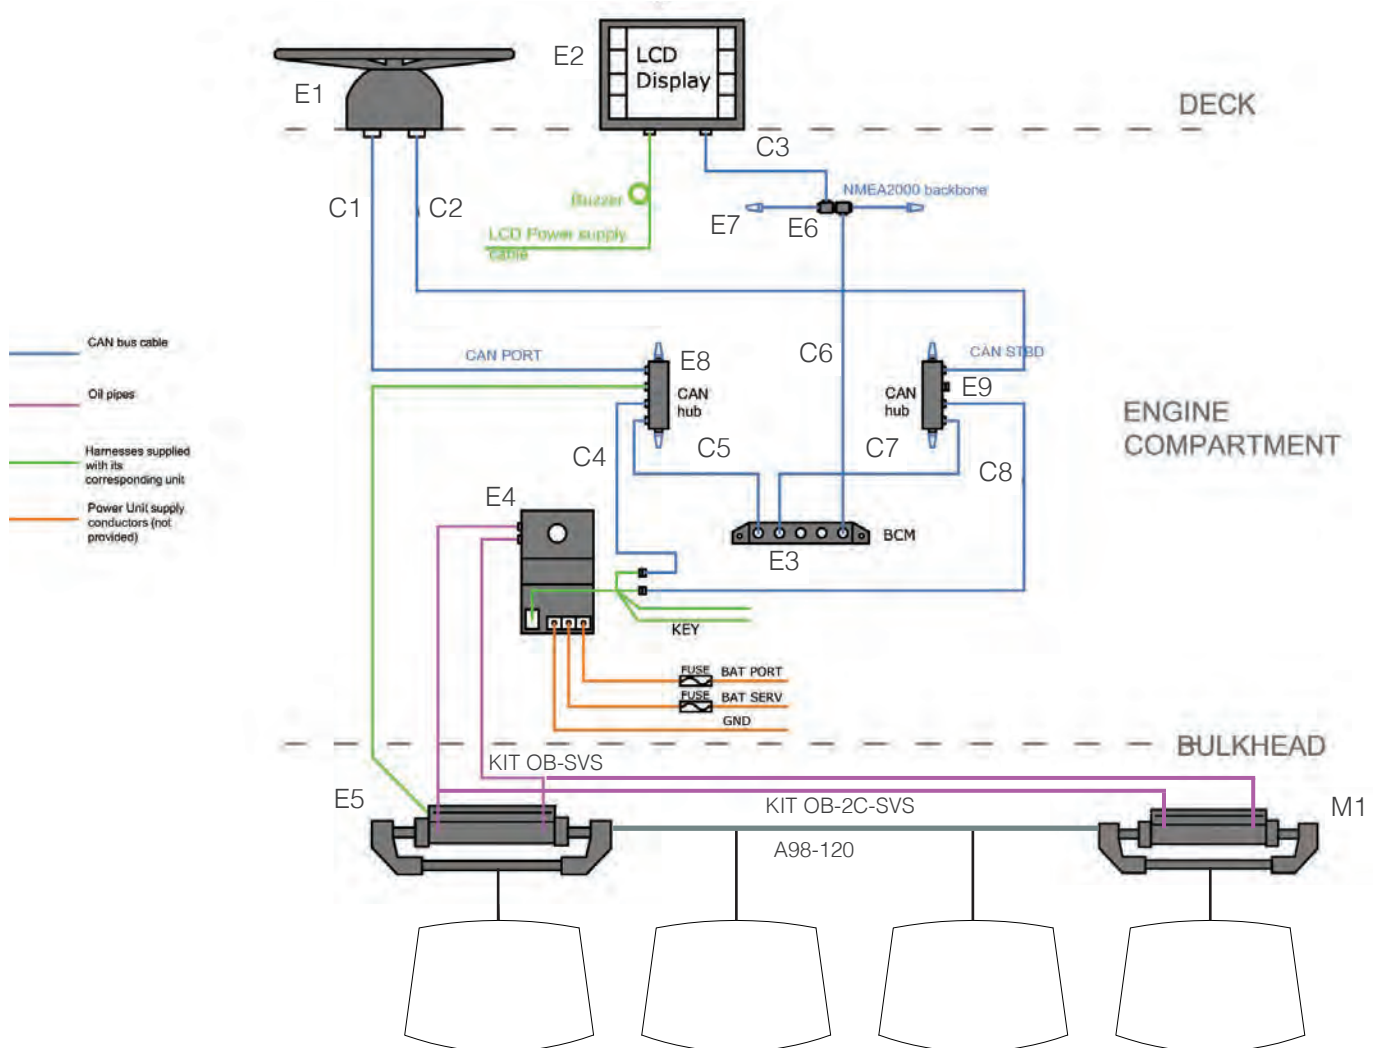 E2
LCD
Display
E1
DECK
C3
C1
C2
Buzzer
NMEA2000 backbone
E7
E6
LCD Power supply
cable
CAN bus cable
CAN PORT
E8
C6
CAN STBD
E9
Oil pipes
CAN
hub
CAN
hub
ENGINE
COMPARTMENT
Harnesses supplied
with its
corresponding unit
C4
C5
C7
C8
E4
Power Unit supply
conductors (not
provided)
BCM
E3
KEY
FUSE
BAT PORT
FUSE
BAT SERV
GND
BULKHEAD
KIT OB-SVS
E5
KIT OB-2C-SVS
M1
A98-120